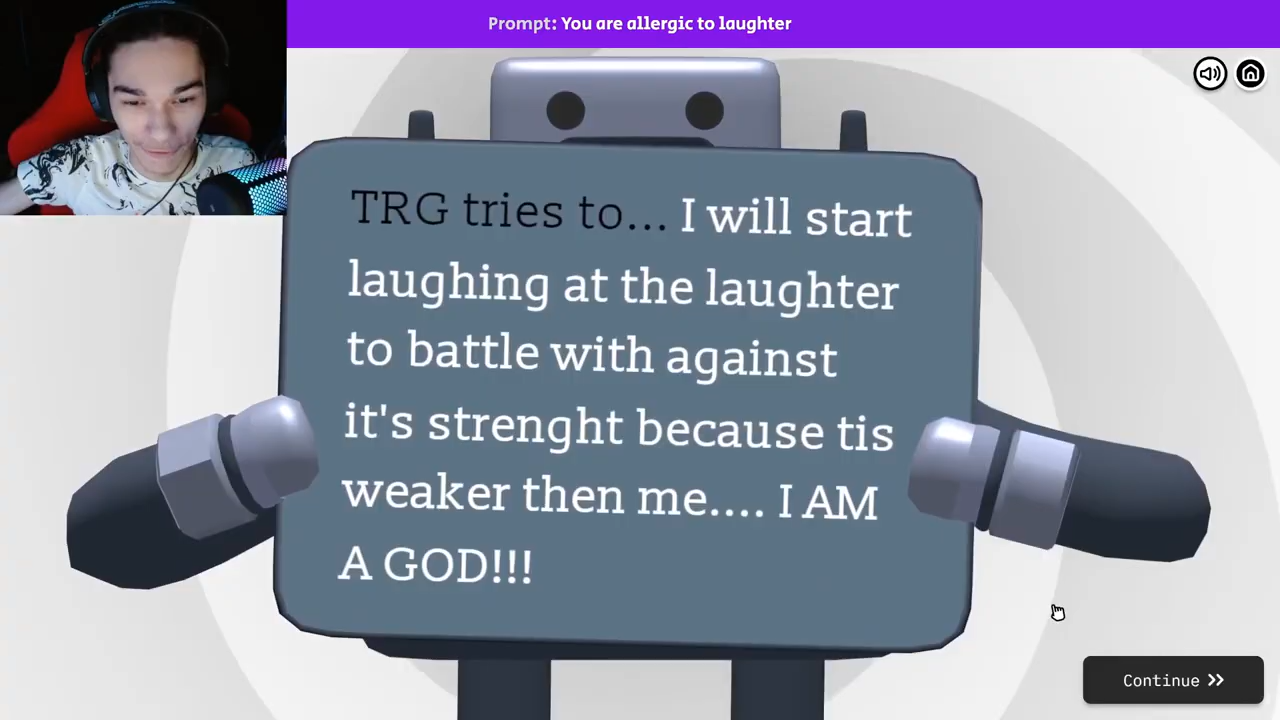 Prompt: You are allergic to laughter
TRG tries to... I will start
laughing at the laughter
to battle with against
it's strenght because tis
weaker then me.... I AM
A GOD!!!
Continue